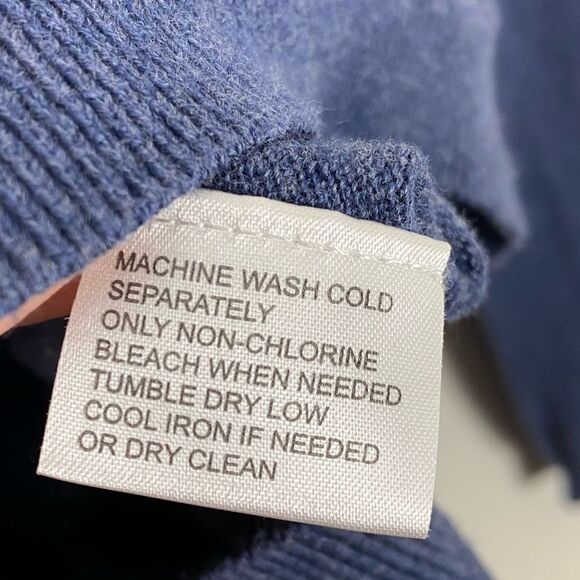 MACHINE WASH COLD
SEPARATELY
ONLY NON-CHLORINE
BLEACH WHEN NEEDED
TUMBLE DRY LOW
COOL IRON IF NEEDED
OR DRY CLEAN